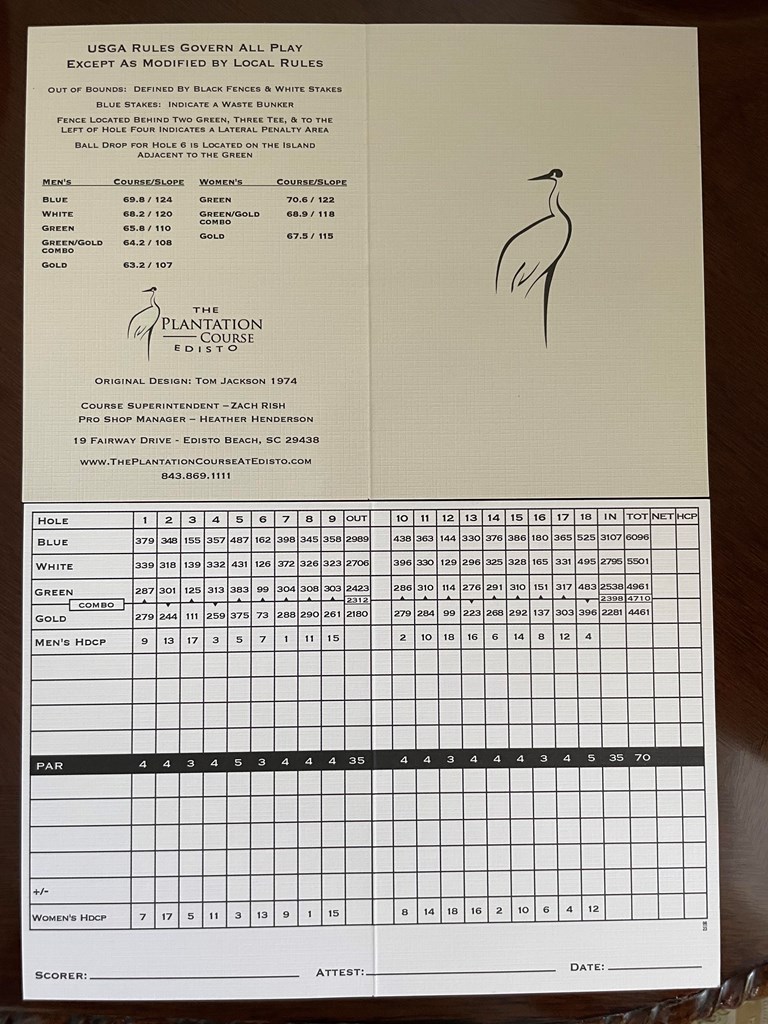 USGA Rules Govern All Play
Except As Modified by Local Rules
Out of Bounds: Defined By Black Fences & White Stakes
Blue Stakes: Indicate a Waste Bunker
Fence Located Behind Two Green, Three Tee, & to the
Left of Hole Four Indicates a Lateral Penalty Area
Ball Drop for Hole 6 is Located on the Island
Adjacent to the Green
Men's Course/Slope Women's Course/Slope
Blue 69.8 / 124 Green 70.6 / 122
White 68.2 / 120 Green/Gold Combo 68.9 / 118
Green 65.8 / 110 Gold 67.5 / 115
Green/Gold Combo 64.2 / 108
Gold 63.2 / 107
The
Plantation
Course
Edisto
Original Design: Tom Jackson 1974
Course Superintendent – Zach Rish
Pro Shop Manager – Heather Henderson
19 Fairway Drive - Edisto Beach, SC 29438
www.ThePlantationCourseAtEdisto.com
843.869.1111
Hole 1 2 3 4 5 6 7 8 9 OUT 10 11 12 13 14 15 16 17 18 IN TOT NET HCP
Blue 379 348 155 357 487 162 398 345 358 2989 438 363 144 330 376 386 180 365 525 3107 6096
White 339 318 139 332 431 126 372 326 323 2706 396 330 129 296 325 328 165 331 495 2795 5501
Green 287 301 125 313 383 99 304 308 303 2423 286 310 114 276 291 310 151 317 483 2538 4961
Combo 2312 2398 4710
Gold 279 244 111 259 375 73 288 290 261 2180 279 284 99 223 268 292 137 303 396 2281 4461
Men's Hdcp 9 13 17 3 5 7 1 11 15 2 10 18 16 6 14 8 12 4
Par 4 4 3 4 5 3 4 4 4 35 4 4 3 4 4 4 3 4 5 35 70
+/-
Women's Hdcp 7 17 5 11 3 13 9 1 15 8 14 18 16 2 10 6 4 12
Scorer: Attest: Date: